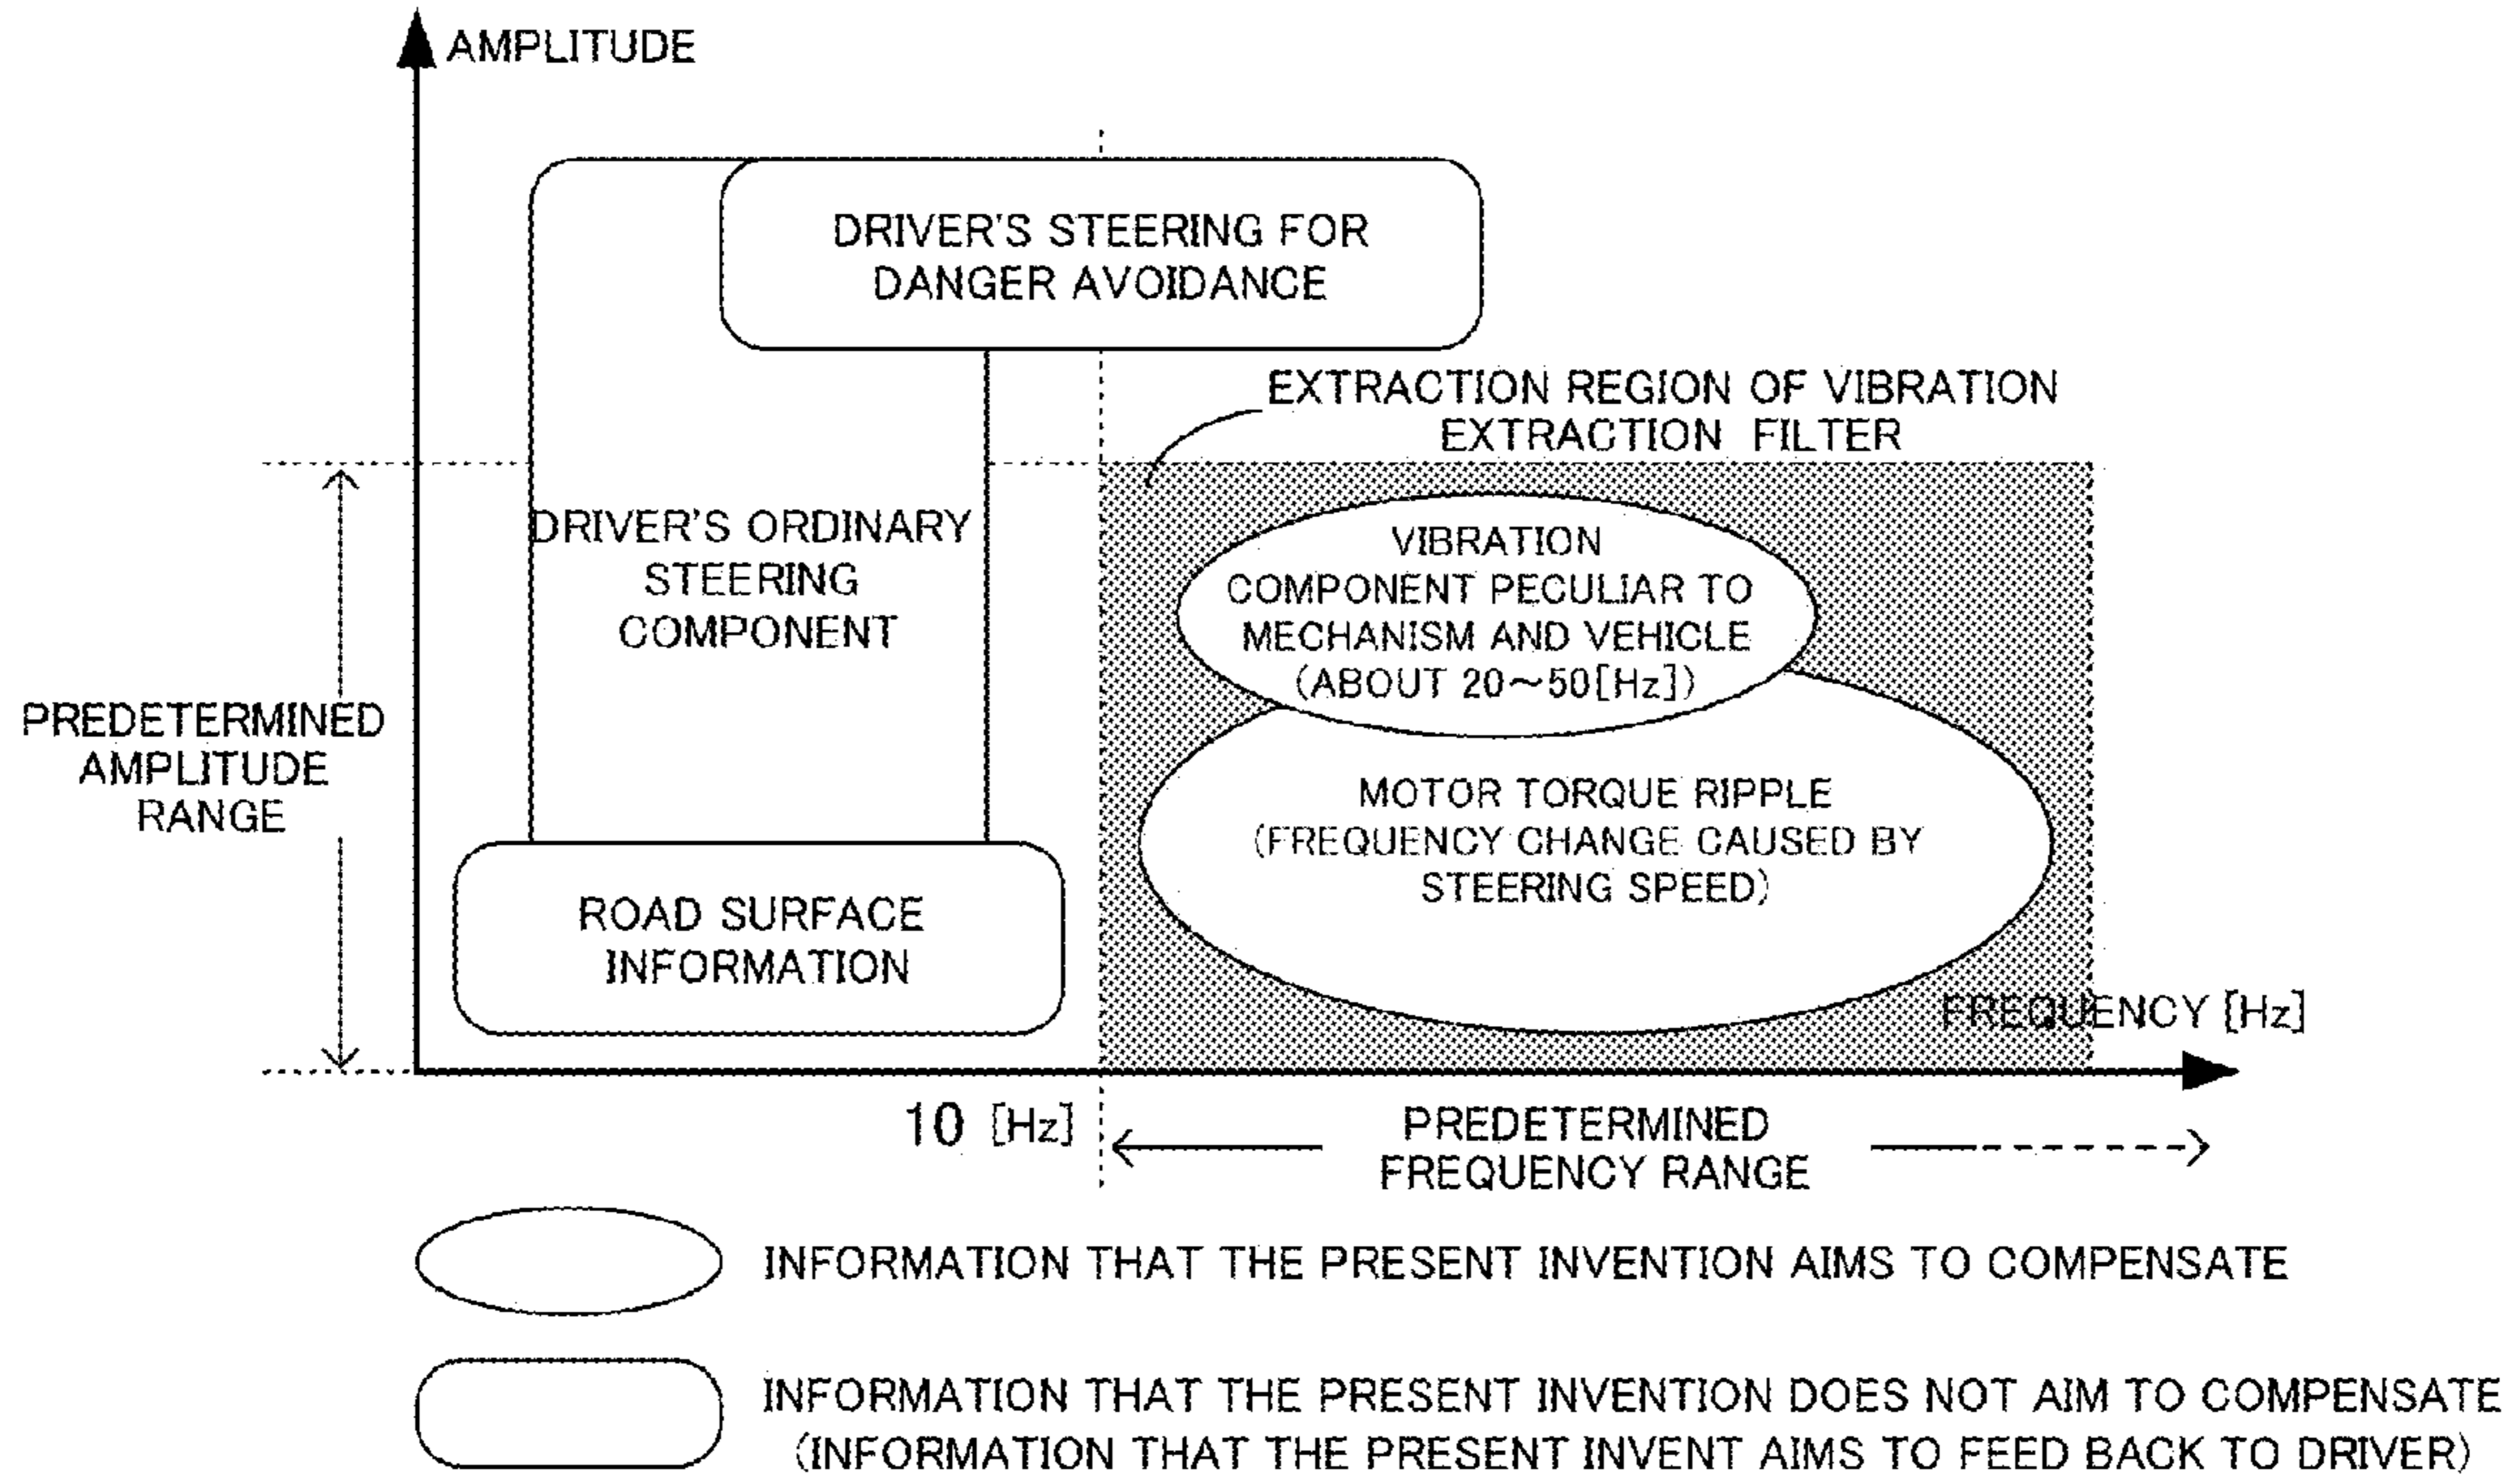 AMPLITUDE
DRIVER'S STEERING FOR
DANGER AVOIDANCE
EXTRACTION REGION OF VIBRATION
EXTRACTION FILTER
DRIVER'S ORDINARY
STEERING
COMPONENT
VIBRATION
COMPONENT PECULIAR TO
MECHANISM AND VEHICLE
(ABOUT 20～50[Hz])
PREDETERMINED
AMPLITUDE
RANGE
MOTOR TORQUE RIPPLE
(FREQUENCY CHANGE CAUSED BY
STEERING SPEED)
ROAD SURFACE
INFORMATION
FREQUENCY [Hz]
10 [Hz]
PREDETERMINED
FREQUENCY RANGE
INFORMATION THAT THE PRESENT INVENTION AIMS TO COMPENSATE
INFORMATION THAT THE PRESENT INVENTION DOES NOT AIM TO COMPENSATE
(INFORMATION THAT THE PRESENT INVENT AIMS TO FEED BACK TO DRIVER)